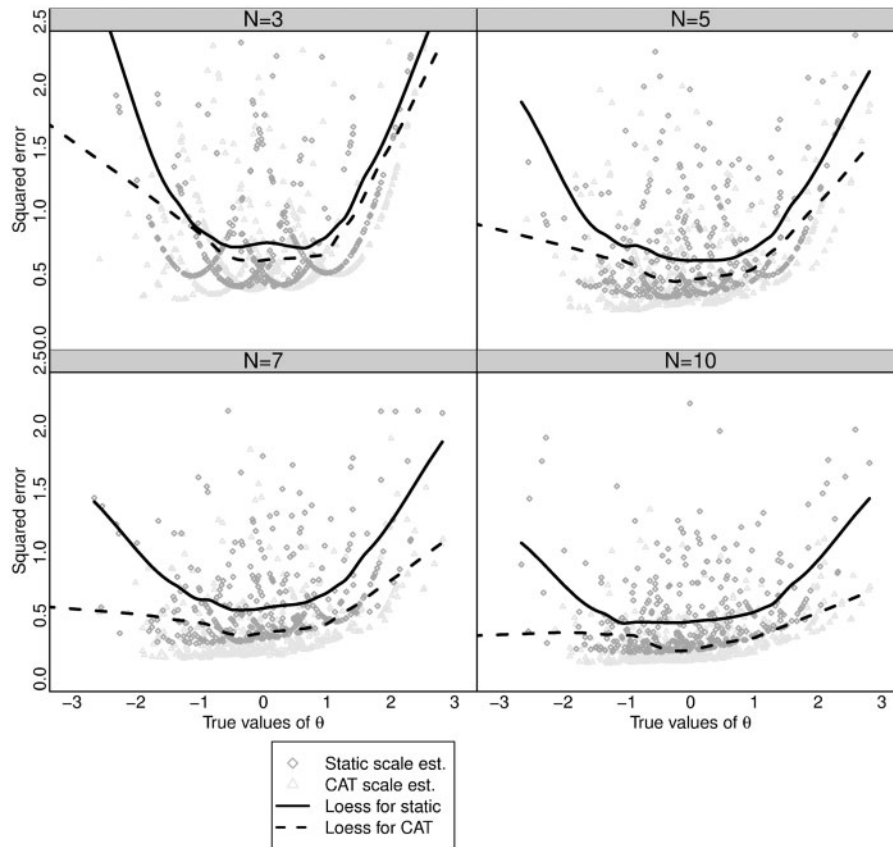 N=3
N=5
2.5
2.0
1.5
1.0
0.5
0.0
Squared error
N=7
N=10
2.5
2.0
1.5
1.0
0.5
0.0
Squared error
−3 −2 −1 0 1 2 3
−3 −2 −1 0 1 2 3
True values of θ
True values of θ
Static scale est.
CAT scale est.
Loess for static
Loess for CAT